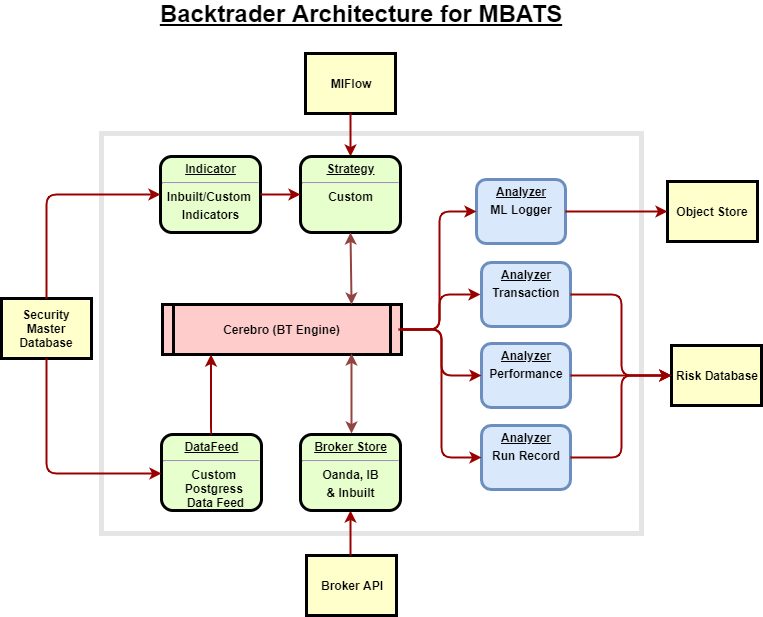 Backtrader Architecture for MBATS
MlFlow
Indicator
Inbuilt/Custom
Indicators
Strategy
Custom
Analyzer
ML Logger
Object Store
Analyzer
Transaction
Security
Master
Database
Cerebro (BT Engine)
Analyzer
Performance
Risk Database
DataFeed
Custom
Postgress
Data Feed
Broker Store
Oanda, IB
& Inbuilt
Analyzer
Run Record
Broker API